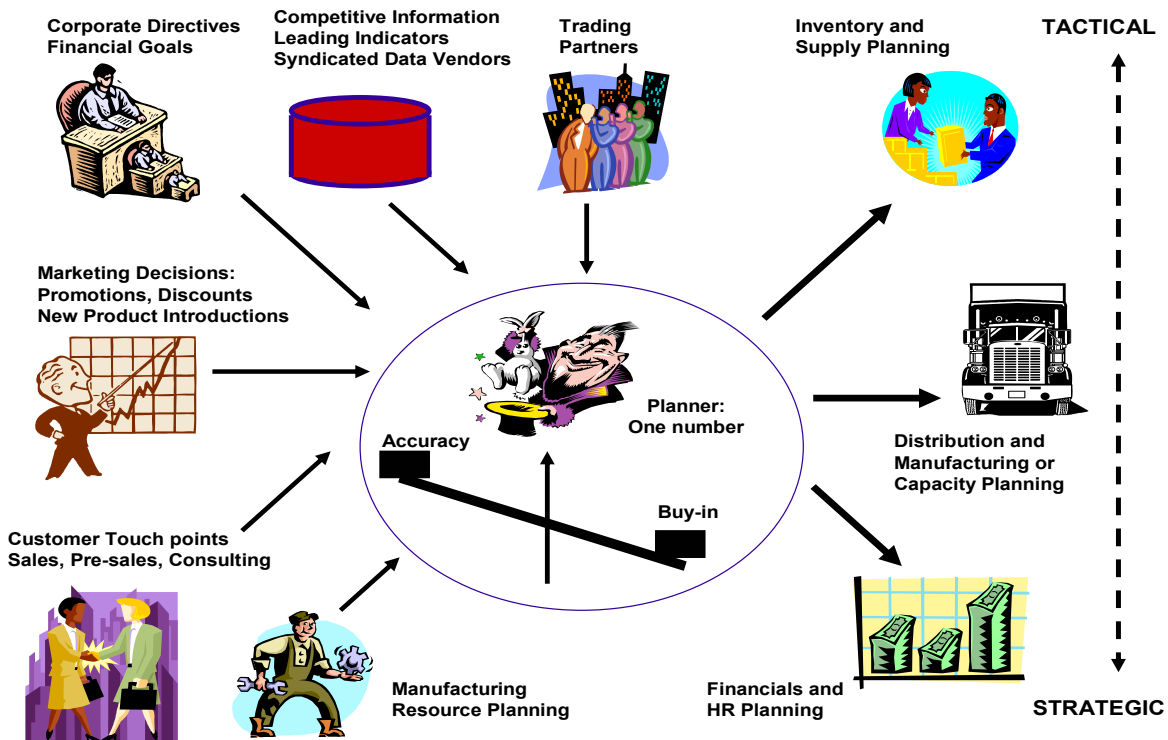 Corporate Directives
Financial Goals
Competitive Information
Leading Indicators
Syndicated Data Vendors
Trading
Partners
Inventory and
Supply Planning
TACTICAL
Marketing Decisions:
Promotions, Discounts
New Product Introductions
Planner:
One number
Accuracy
Buy-in
Distribution and
Manufacturing or
Capacity Planning
Customer Touch points
Sales, Pre-sales, Consulting
Manufacturing
Resource Planning
Financials and
HR Planning
STRATEGIC